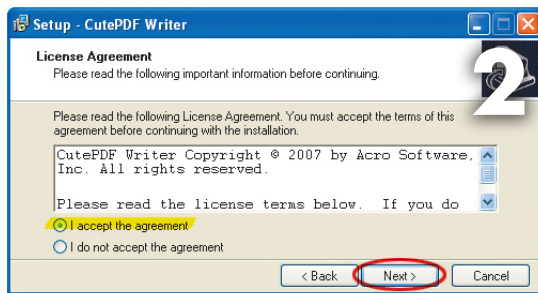 Setup - CutePDF Writer
License Agreement
Please read the following important information before continuing.
2
Please read the following License Agreement. You must accept the terms of this
agreement before continuing with the installation.
CutePDF Writer Copyright © 2007 by Acro Software,
Inc. All rights reserved.
Please read the license terms below. If you do
I accept the agreement
I do not accept the agreement
< Back Next > Cancel